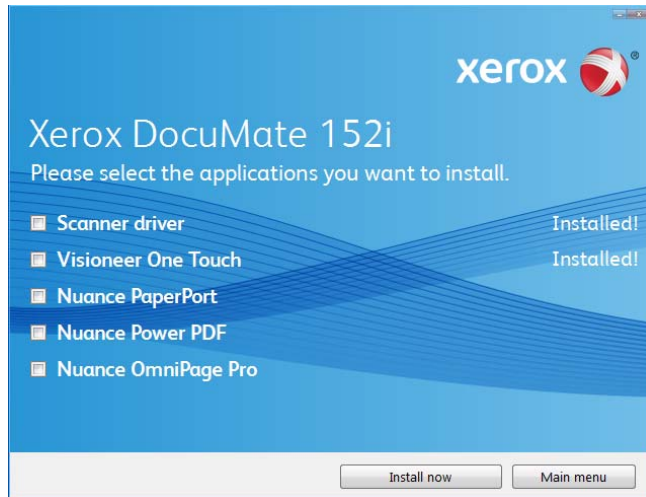 xerox ®
Xerox DocuMate 152i
Please select the applications you want to install.
Scanner driver Installed!
Visioneer One Touch Installed!
Nuance PaperPort
Nuance Power PDF
Nuance OmniPage Pro
Install now Main menu